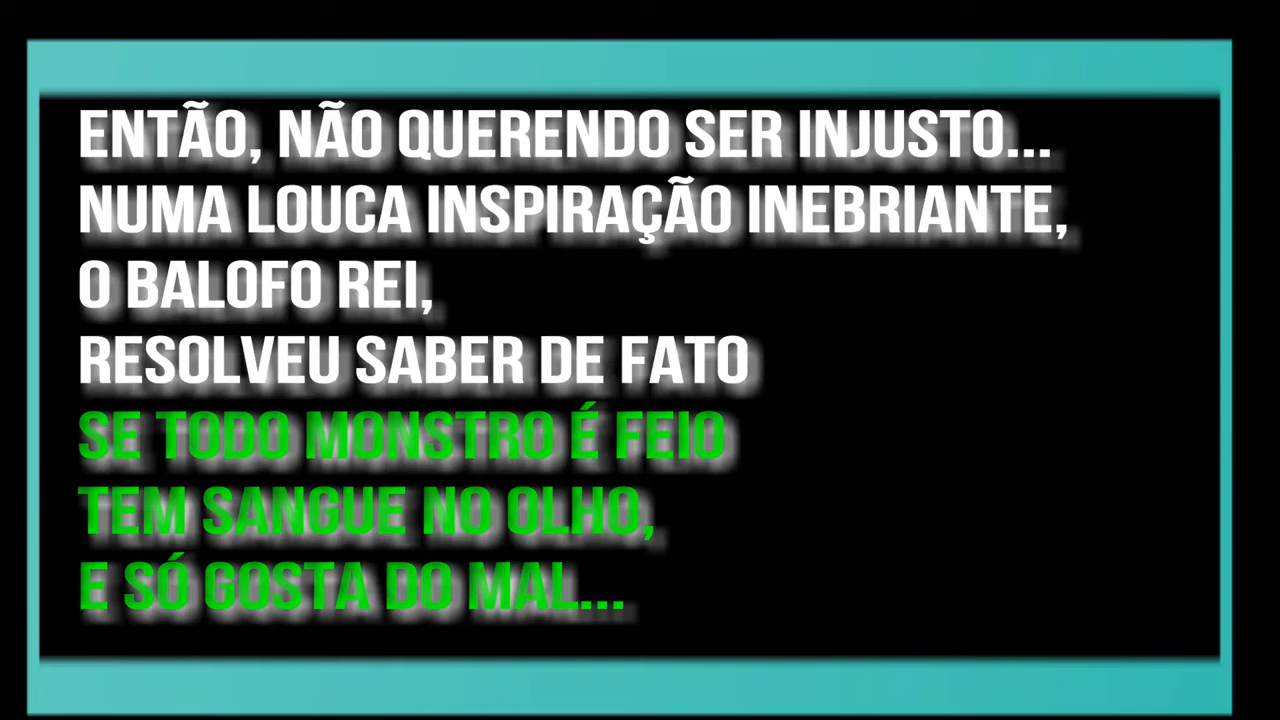 ENTÃO, NÃO QUERENDO SER INJUSTO...
NUMA LOUCA INSPIRAÇÃO INEBRIANTE,
O BALOFO REI,
RESOLVEU SABER DE FATO
SE TODO MONSTRO É FEIO
TEM SANGUE NO OLHO,
E SÓ GOSTA DO MAL...